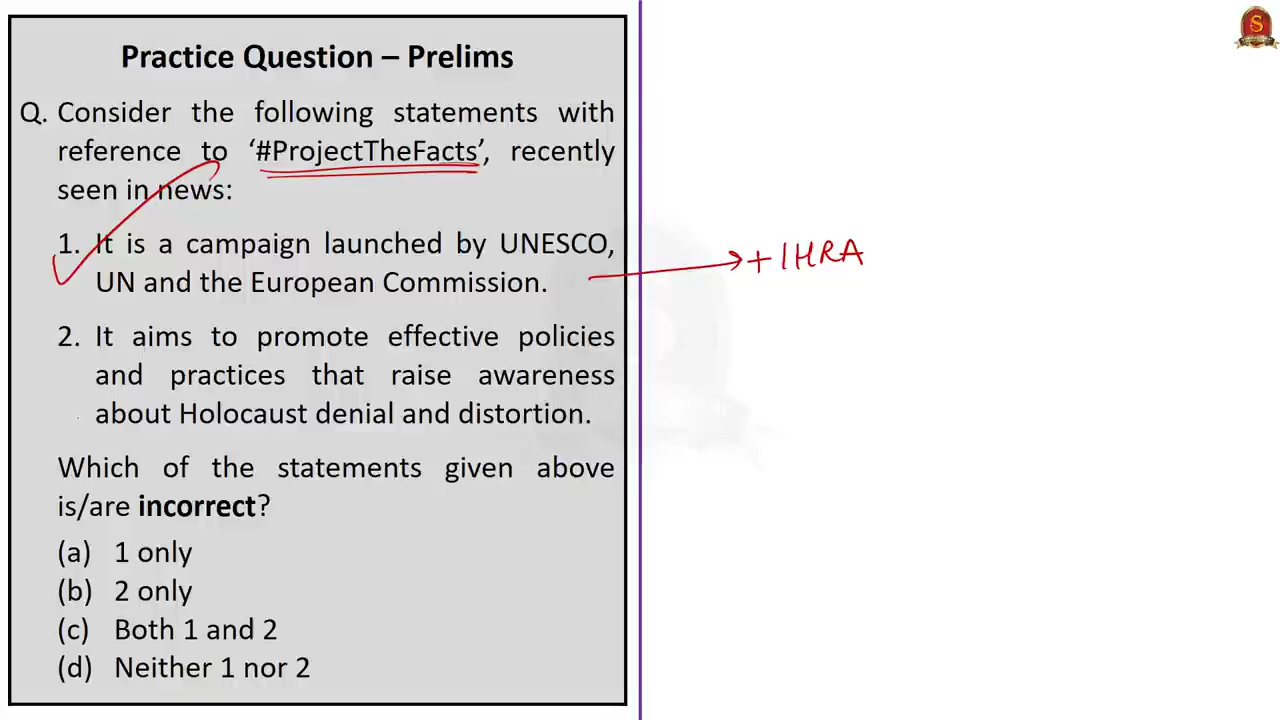 Practice Question – Prelims
Q. Consider the following statements with
reference to ‘#ProjectTheFacts’, recently
seen in news:
1. It is a campaign launched by UNESCO,
UN and the European Commission.
→ + IHRA
2. It aims to promote effective policies
and practices that raise awareness
about Holocaust denial and distortion.
Which of the statements given above
is/are incorrect?
(a) 1 only
(b) 2 only
(c) Both 1 and 2
(d) Neither 1 nor 2
S